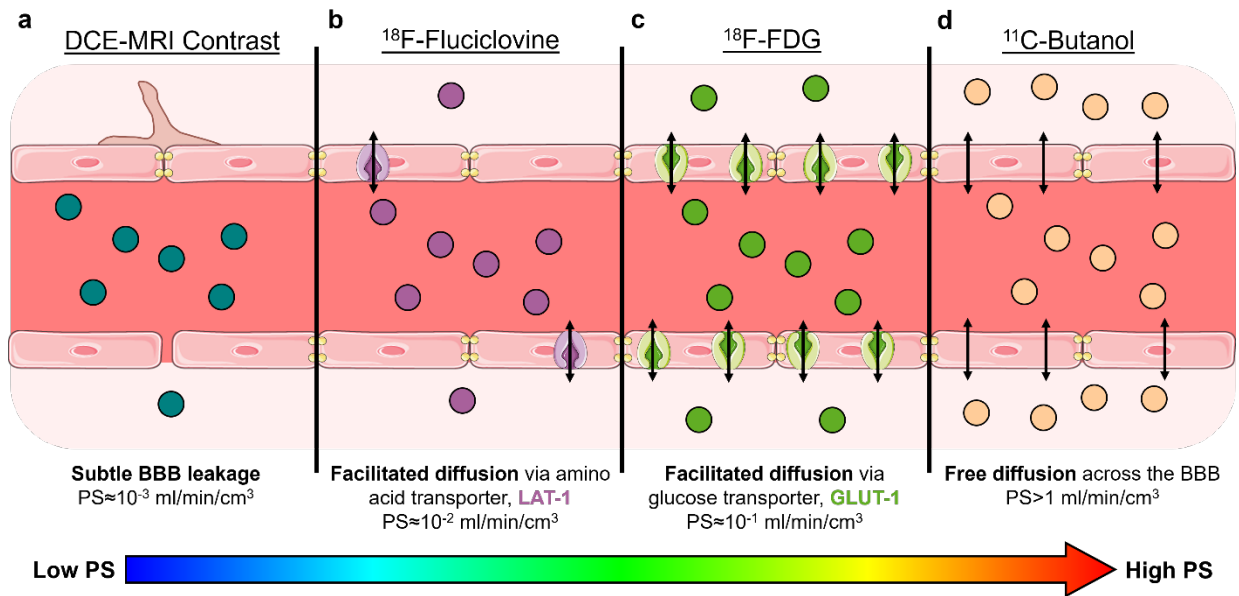 a
DCE-MRI Contrast
b
¹⁸F-Fluciclovine
c
¹⁸F-FDG
d
¹¹C-Butanol
Subtle BBB leakage
PS≈10⁻³ ml/min/cm³
Facilitated diffusion via amino
acid transporter, LAT-1
PS≈10⁻² ml/min/cm³
Facilitated diffusion via
glucose transporter, GLUT-1
PS≈10⁻¹ ml/min/cm³
Free diffusion across the BBB
PS>1 ml/min/cm³
Low PS
High PS